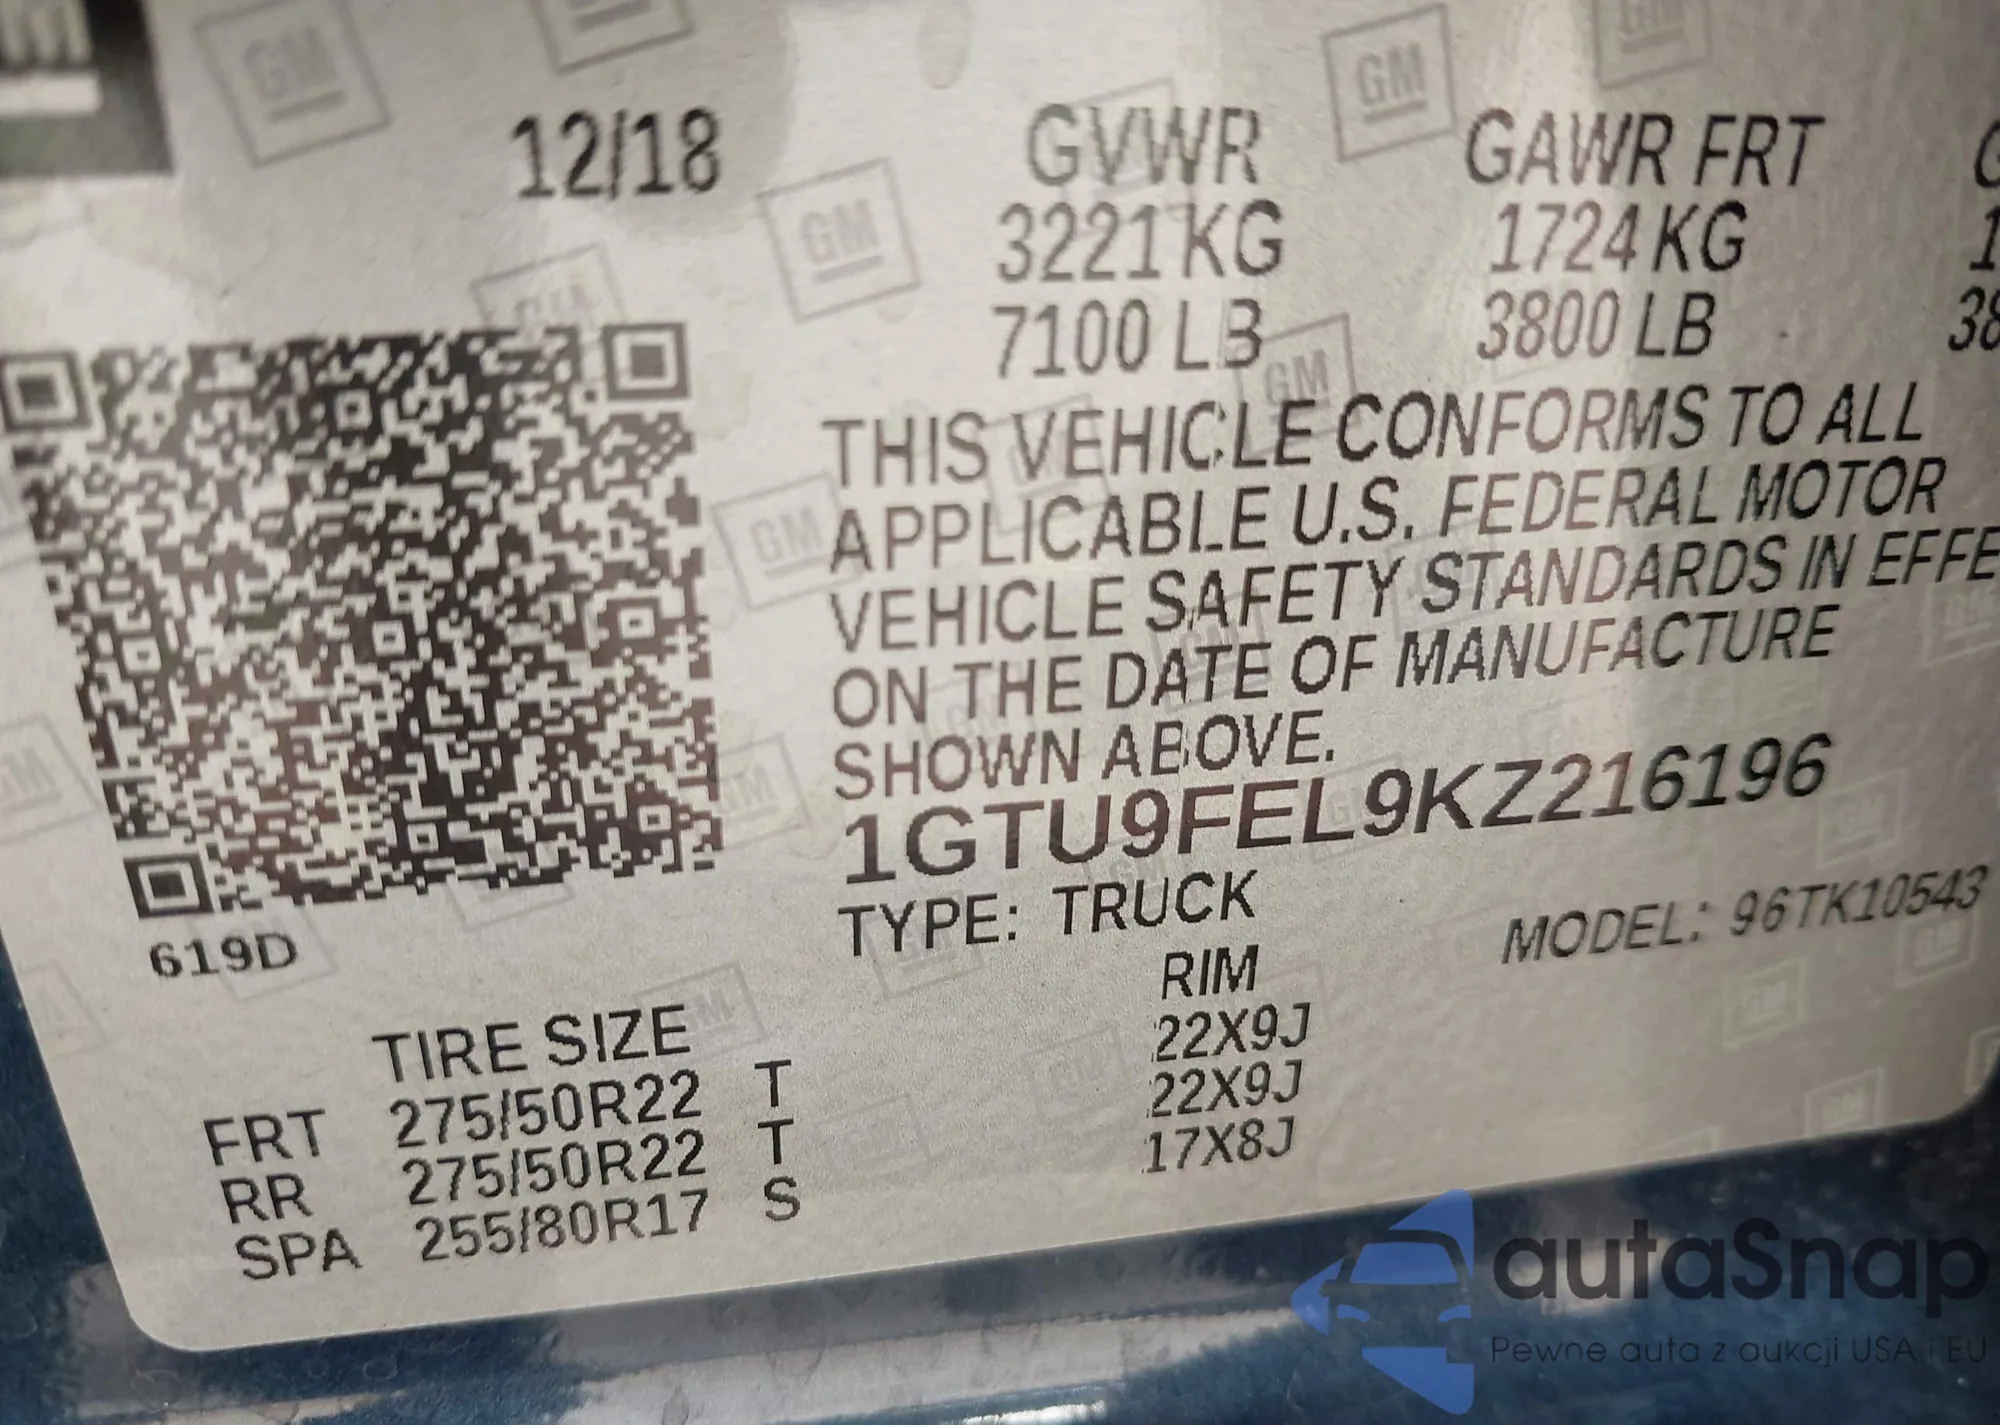 12/18 GVWR GAWR FRT
3221 KG 1724 KG
7100 LB 3800 LB
THIS VEHICLE CONFORMS TO ALL
APPLICABLE U.S. FEDERAL MOTOR
VEHICLE SAFETY STANDARDS IN EFFE
ON THE DATE OF MANUFACTURE
SHOWN ABOVE.
1GTU9FEL9KZ216196
TYPE: TRUCK MODEL: 96TK10543
619D
TIRE SIZE RIM
FRT 275/50R22 T 22X9J
RR 275/50R22 T 22X9J
SPA 255/80R17 S 17X8J
GM
autaSnap
Pewne auta z aukcji USA i EU